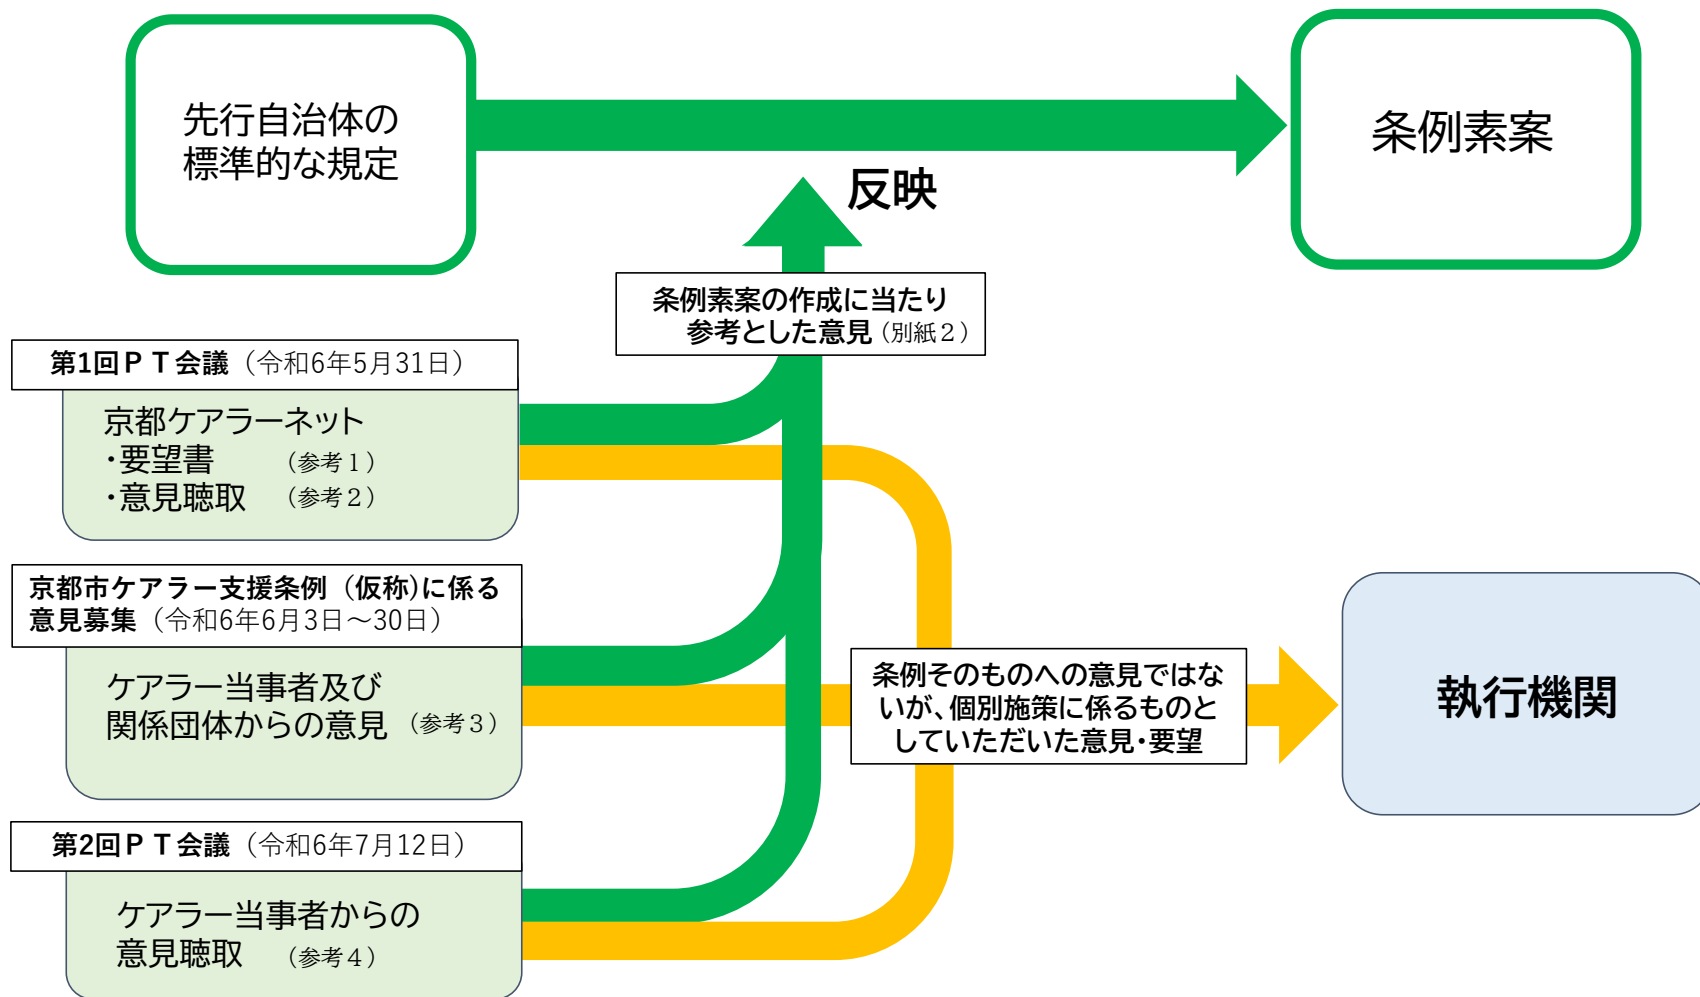 先行自治体の
標準的な規定
条例素案
反映
条例素案の作成に当たり
参考とした意見（別紙２）
第1回ＰＴ会議（令和6年5月31日）
京都ケアラーネット
・要望書　（参考１）
・意見聴取　（参考２）
京都市ケアラー支援条例（仮称)に係る
意見募集（令和6年6月3日～30日）
ケアラー当事者及び
関係団体からの意見（参考３）
条例そのものへの意見ではな
いが、個別施策に係るものと
していただいた意見・要望
執行機関
第2回ＰＴ会議（令和6年7月12日）
ケアラー当事者からの
意見聴取　（参考４）